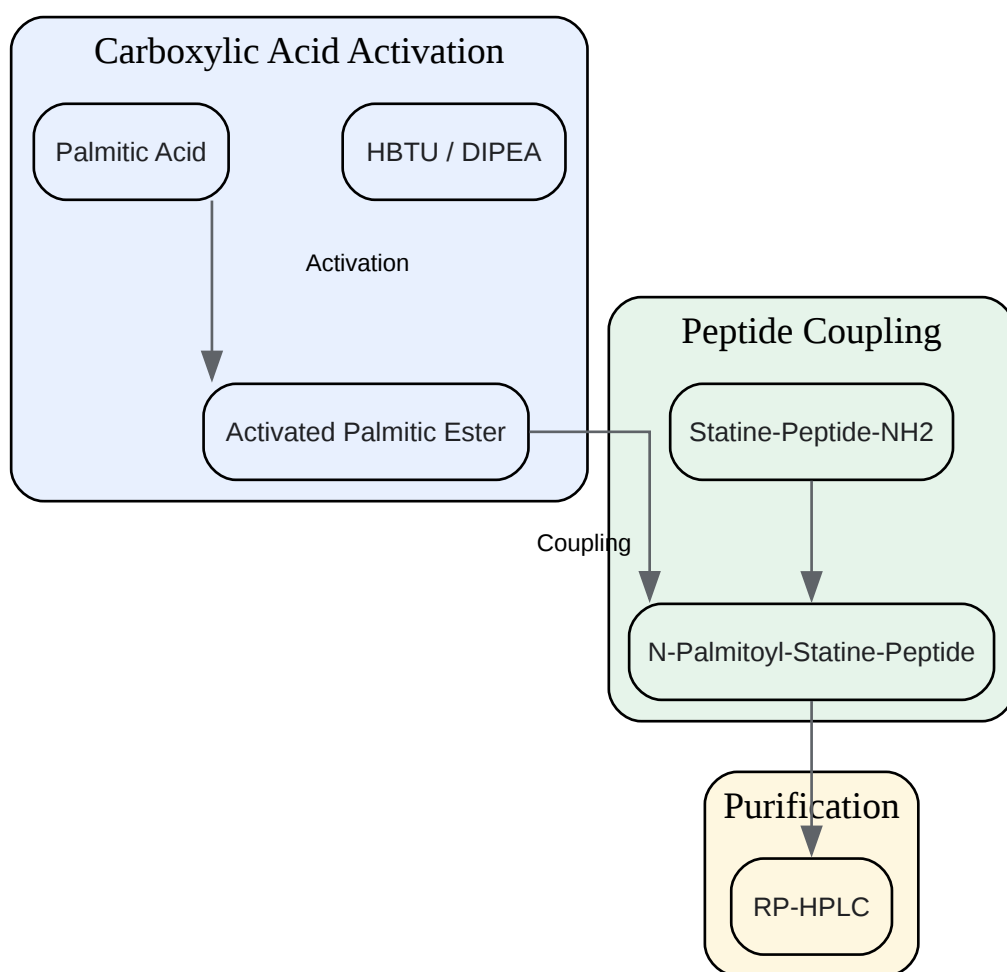 Carboxylic Acid Activation
Palmitic Acid
HBTU / DIPEA
Activation
Activated Palmitic Ester
Coupling
Peptide Coupling
Statine-Peptide-NH2
N-Palmitoyl-Statine-Peptide
Purification
RP-HPLC